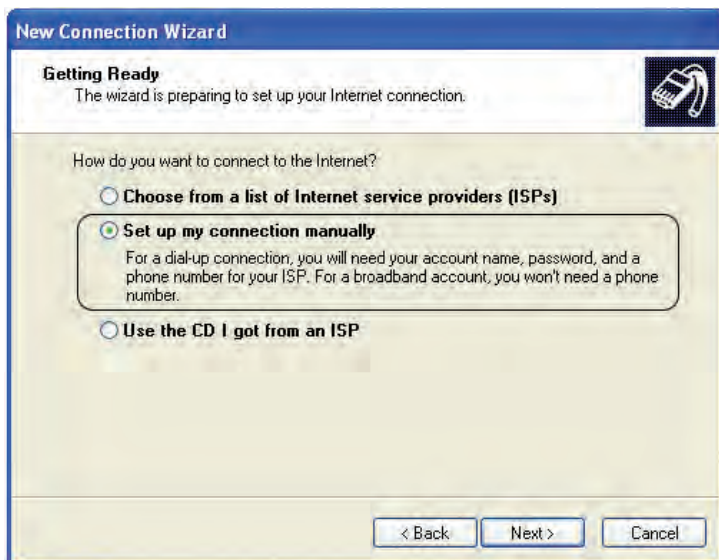 New Connection Wizard
Getting Ready
The wizard is preparing to set up your Internet connection.
How do you want to connect to the Internet?
Choose from a list of Internet service providers (ISPs)
Set up my connection manually
For a dial-up connection, you will need your account name, password, and a
phone number for your ISP. For a broadband account, you won't need a phone
number.
Use the CD I got from an ISP
< Back Next > Cancel